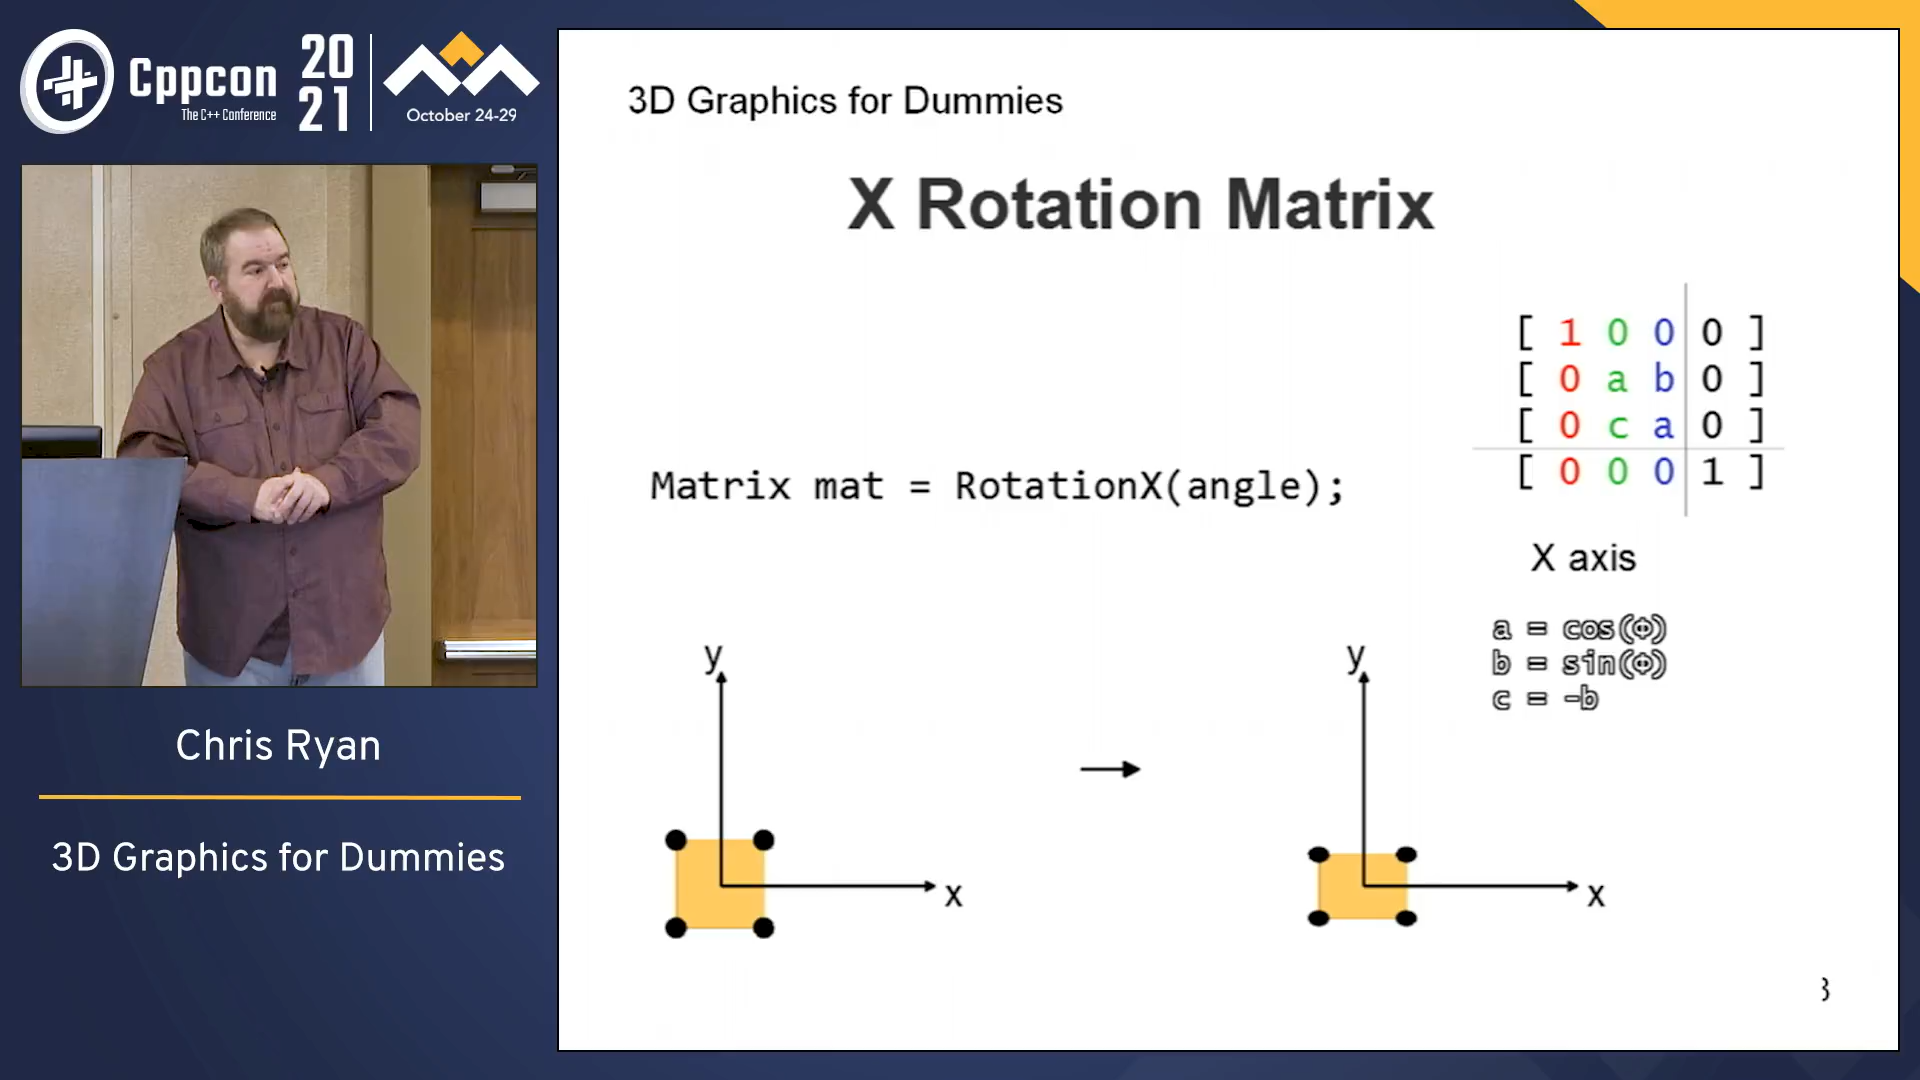 Cppcon
The C++ Conference
20
21
October 24-29
Chris Ryan
3D Graphics for Dummies
3D Graphics for Dummies
X Rotation Matrix
[ 1 0 0 0 ]
[ 0 a b 0 ]
[ 0 c a 0 ]
[ 0 0 0 1 ]
Matrix mat = RotationX(angle);
X axis
a = cos(Φ)
b = sin(Φ)
c = -b
y
x
y
x